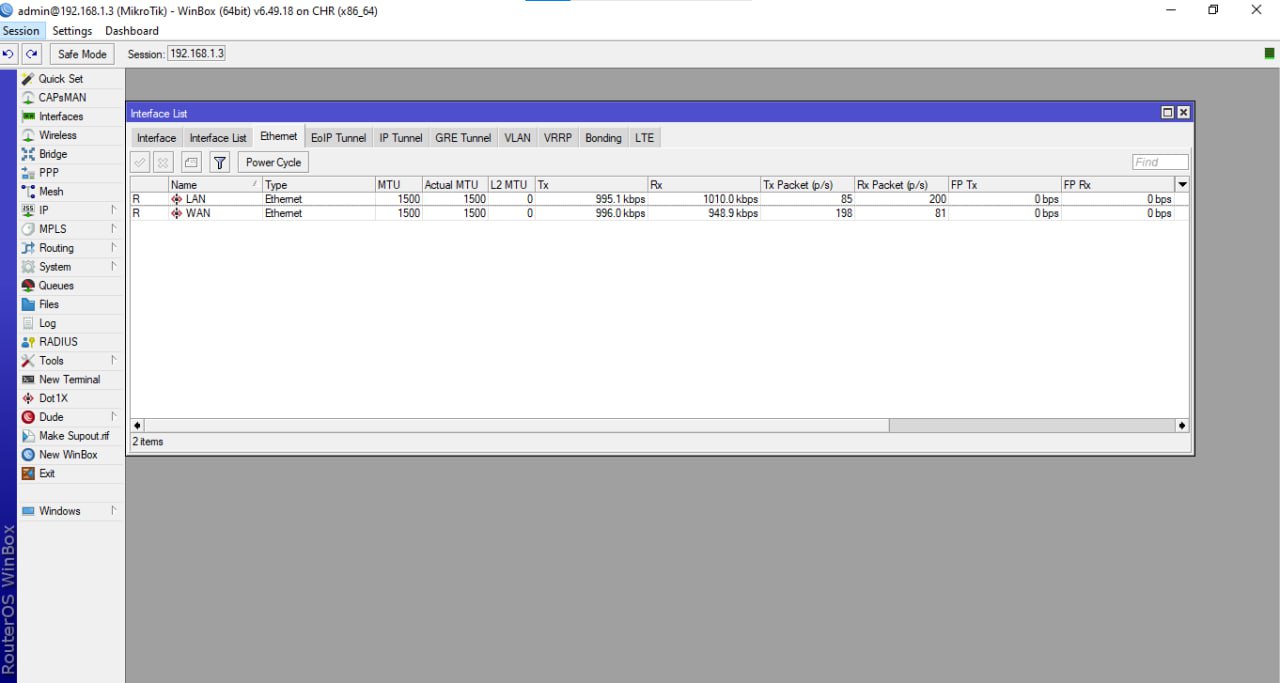 admin@192.168.1.3 (MikroTik) - WinBox (64bit) v6.49.18 on CHR (x86_64)
Session Settings Dashboard
Safe Mode Session: 192.168.1.3
Quick Set
CAPsMAN
Interfaces
Wireless
Bridge
PPP
Mesh
IP
MPLS
Routing
System
Queues
Files
Log
RADIUS
Tools
New Terminal
Dot1X
Dude
Make Supout.rif
New WinBox
Exit
Windows
RouterOS WinBox
Interface List
Interface Interface List Ethernet EoIP Tunnel IP Tunnel GRE Tunnel VLAN VRRP Bonding LTE
Power Cycle Find
Name Type MTU Actual MTU L2 MTU Tx Rx Tx Packet (p/s) Rx Packet (p/s) FP Tx FP Rx
R LAN Ethernet 1500 1500 0 995.1 kbps 1010.0 kbps 85 200 0 bps 0 bps
R WAN Ethernet 1500 1500 0 996.0 kbps 948.9 kbps 198 81 0 bps 0 bps
2 items